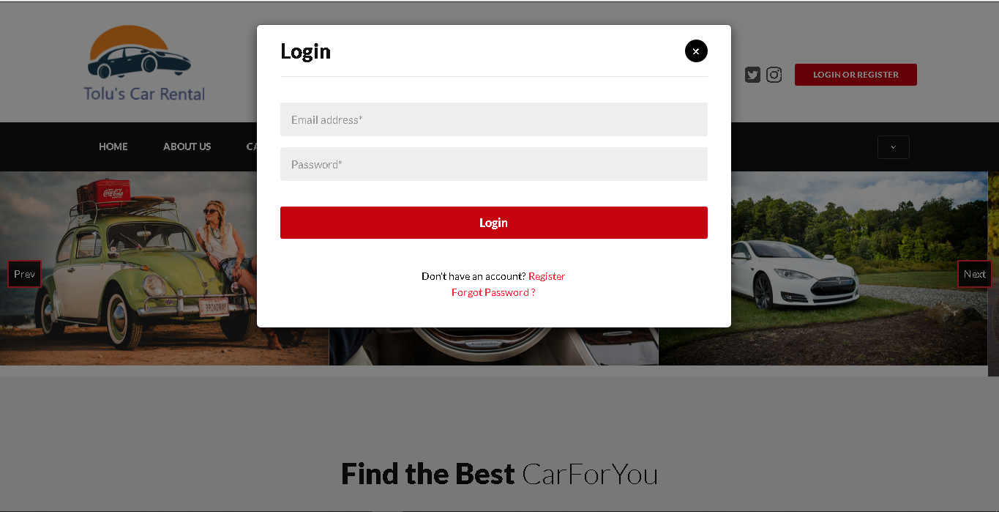 Tolu's Car Rental
LOGIN OR REGISTER
HOME
ABOUT US
CA
Login
×
Email address*
Password*
Login
Don't have an account? Register
Forgot Password ?
Coca-Cola
BROADWAY
Prev
Next
Find the Best CarForYou